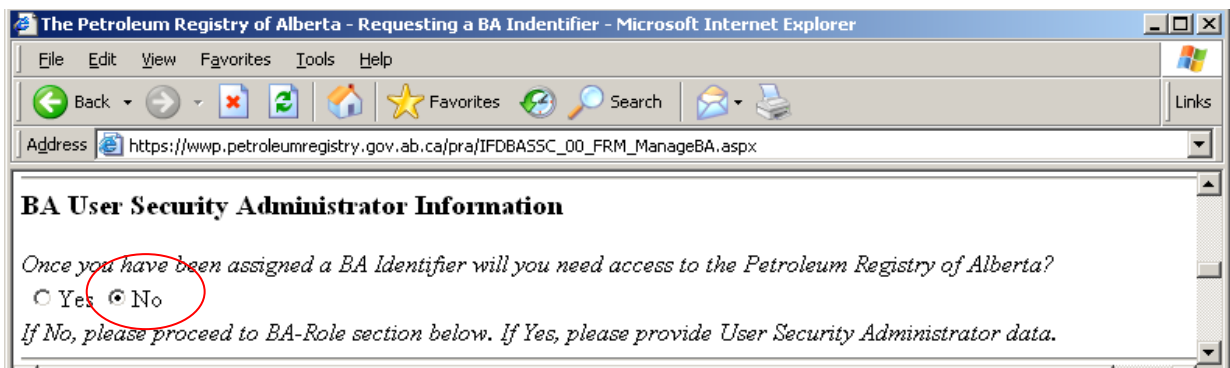 The Petroleum Registry of Alberta - Requesting a BA Indentifier - Microsoft Internet Explorer
File Edit View Favorites Tools Help
Back Favorites Search Links
Address https://wwp.petroleumregistry.gov.ab.ca/pra/IFDBASSC_00_FRM_ManageBA.aspx
BA User Security Administrator Information
Once you have been assigned a BA Identifier will you need access to the Petroleum Registry of Alberta?
Yes No
If No, please proceed to BA-Role section below. If Yes, please provide User Security Administrator data.